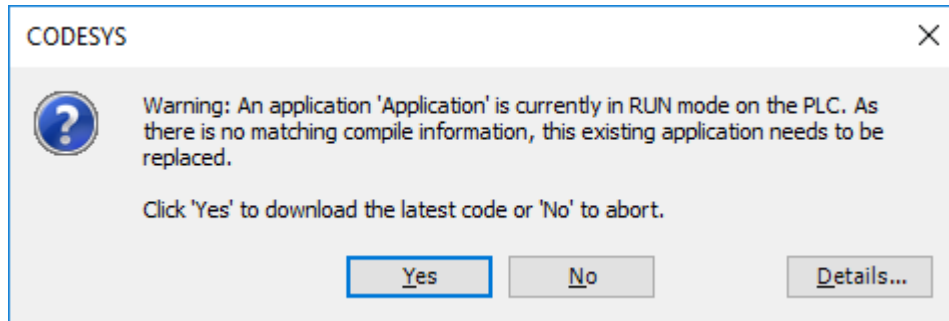 CODESYS
Warning: An application 'Application' is currently in RUN mode on the PLC. As
there is no matching compile information, this existing application needs to be
replaced.
Click 'Yes' to download the latest code or 'No' to abort.
Yes
No
Details...